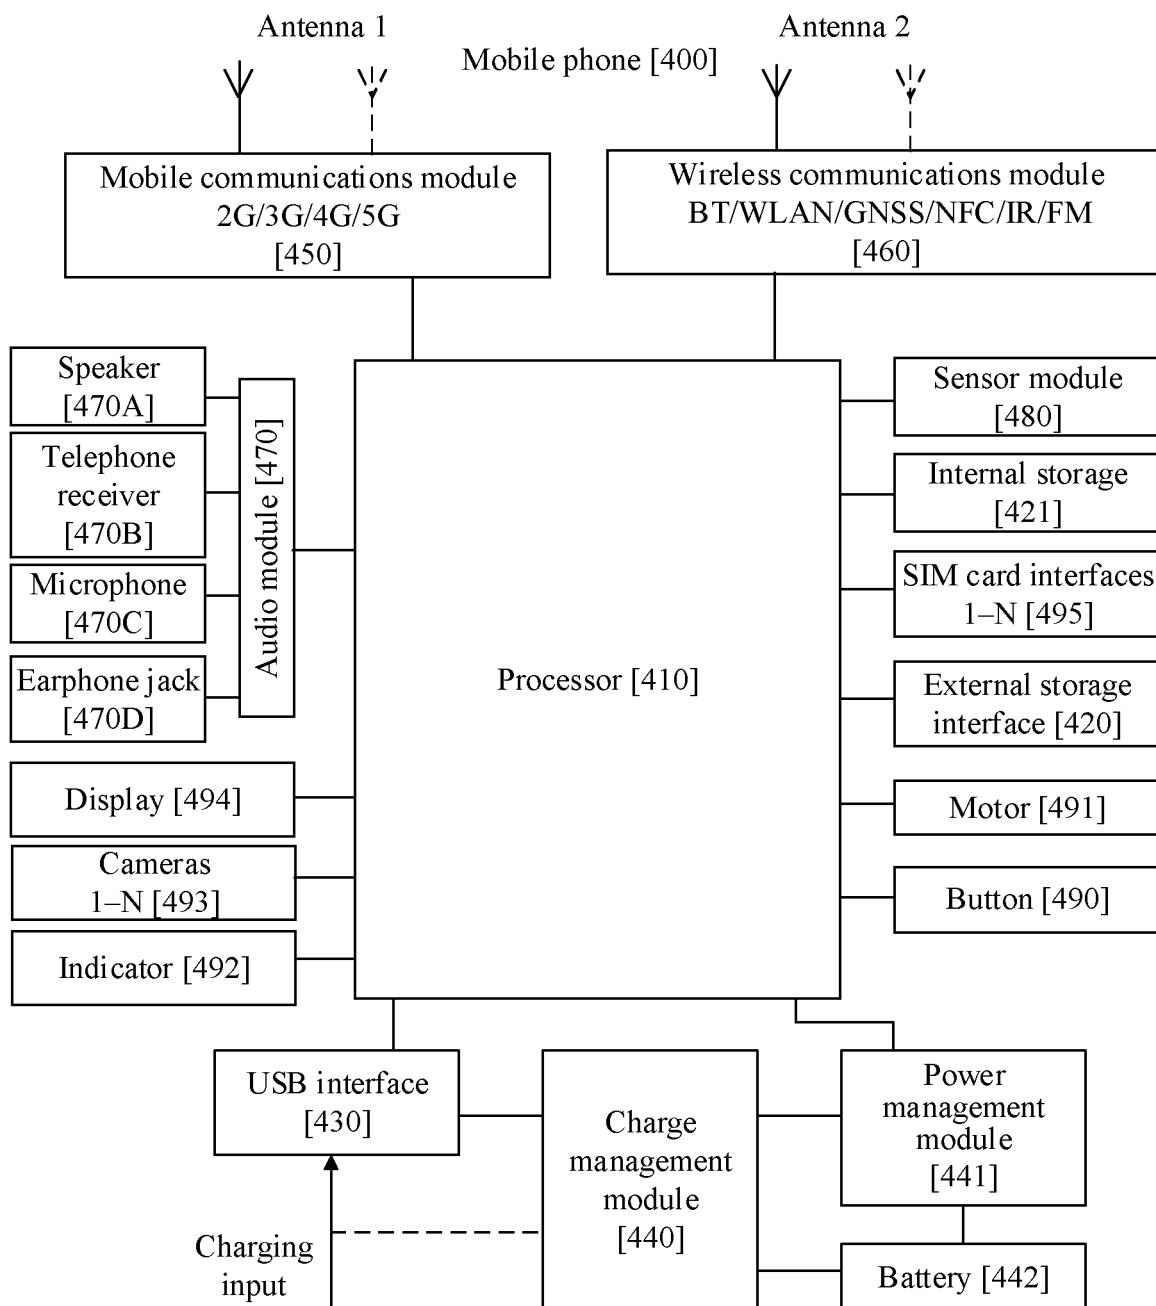 Antenna 1
Antenna 2
Mobile phone [400]
Mobile communications module
2G/3G/4G/5G
[450]
Wireless communications module
BT/WLAN/GNSS/NFC/IR/FM
[460]
Speaker
[470A]
Telephone
receiver
[470B]
Microphone
[470C]
Earphone jack
[470D]
Audio module [470]
Display [494]
Cameras
1–N [493]
Indicator [492]
Processor [410]
Sensor module
[480]
Internal storage
[421]
SIM card interfaces
1–N [495]
External storage
interface [420]
Motor [491]
Button [490]
USB interface
[430]
Charge
management
module
[440]
Power
management
module
[441]
Charging
input
Battery [442]